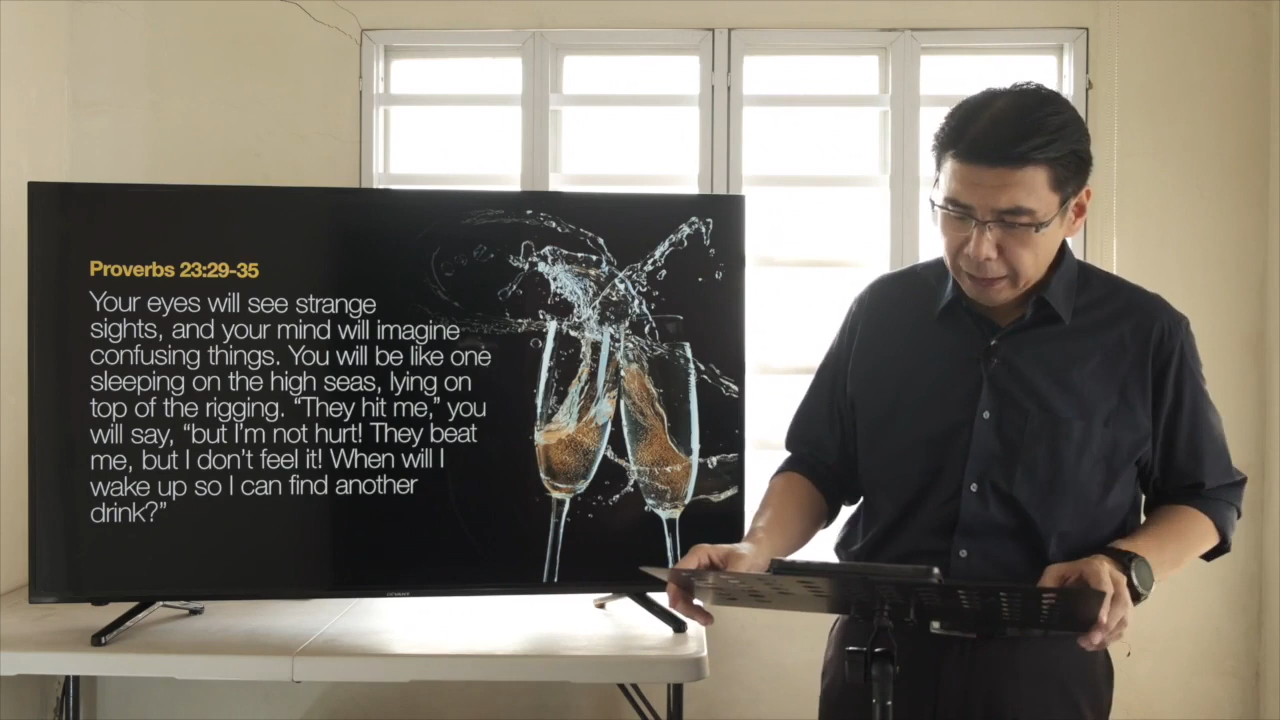 Proverbs 23:29-35
Your eyes will see strange
sights, and your mind will imagine
confusing things. You will be like one
sleeping on the high seas, lying on
top of the rigging. “They hit me,” you
will say, “but I’m not hurt! They beat
me, but I don’t feel it! When will I
wake up so I can find another
drink?”